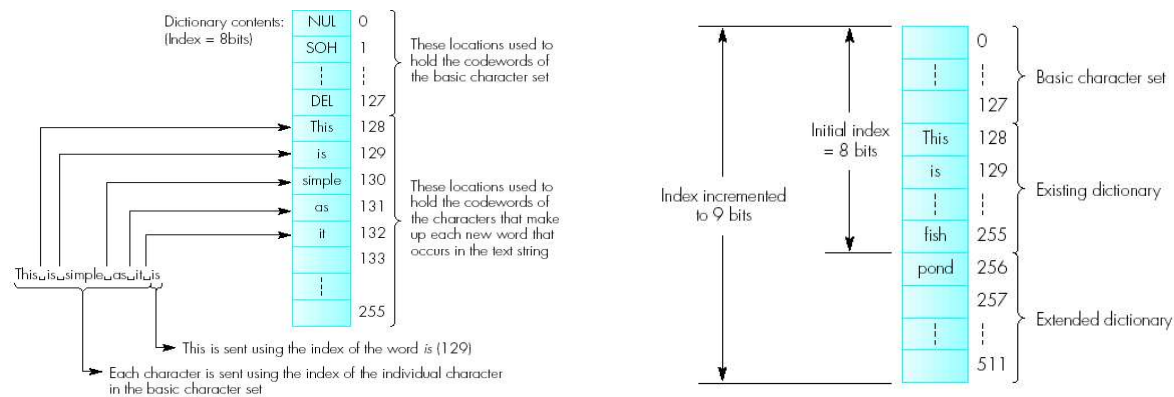 Dictionary contents:
(Index = 8bits)
NUL 0
SOH 1
DEL 127
This 128
is 129
simple 130
as 131
it 132
133
255
These locations used to
hold the codewords of
the basic character set
These locations used to
hold the codewords of
the characters that make
up each new word that
occurs in the text string
This␣is␣simple␣as␣it␣is
This is sent using the index of the word is (129)
Each character is sent using the index of the individual character
in the basic character set
Index incremented
to 9 bits
Initial index
= 8 bits
0
127
This 128
is 129
fish 255
pond 256
257
511
Basic character set
Existing dictionary
Extended dictionary